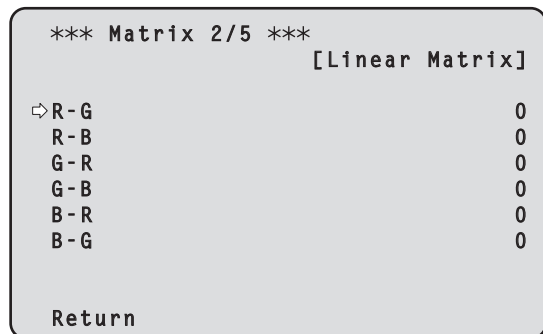 *** Matrix 2/5 ***
[Linear Matrix]
⇨R-G 0
R-B 0
G-R 0
G-B 0
B-R 0
B-G 0
Return